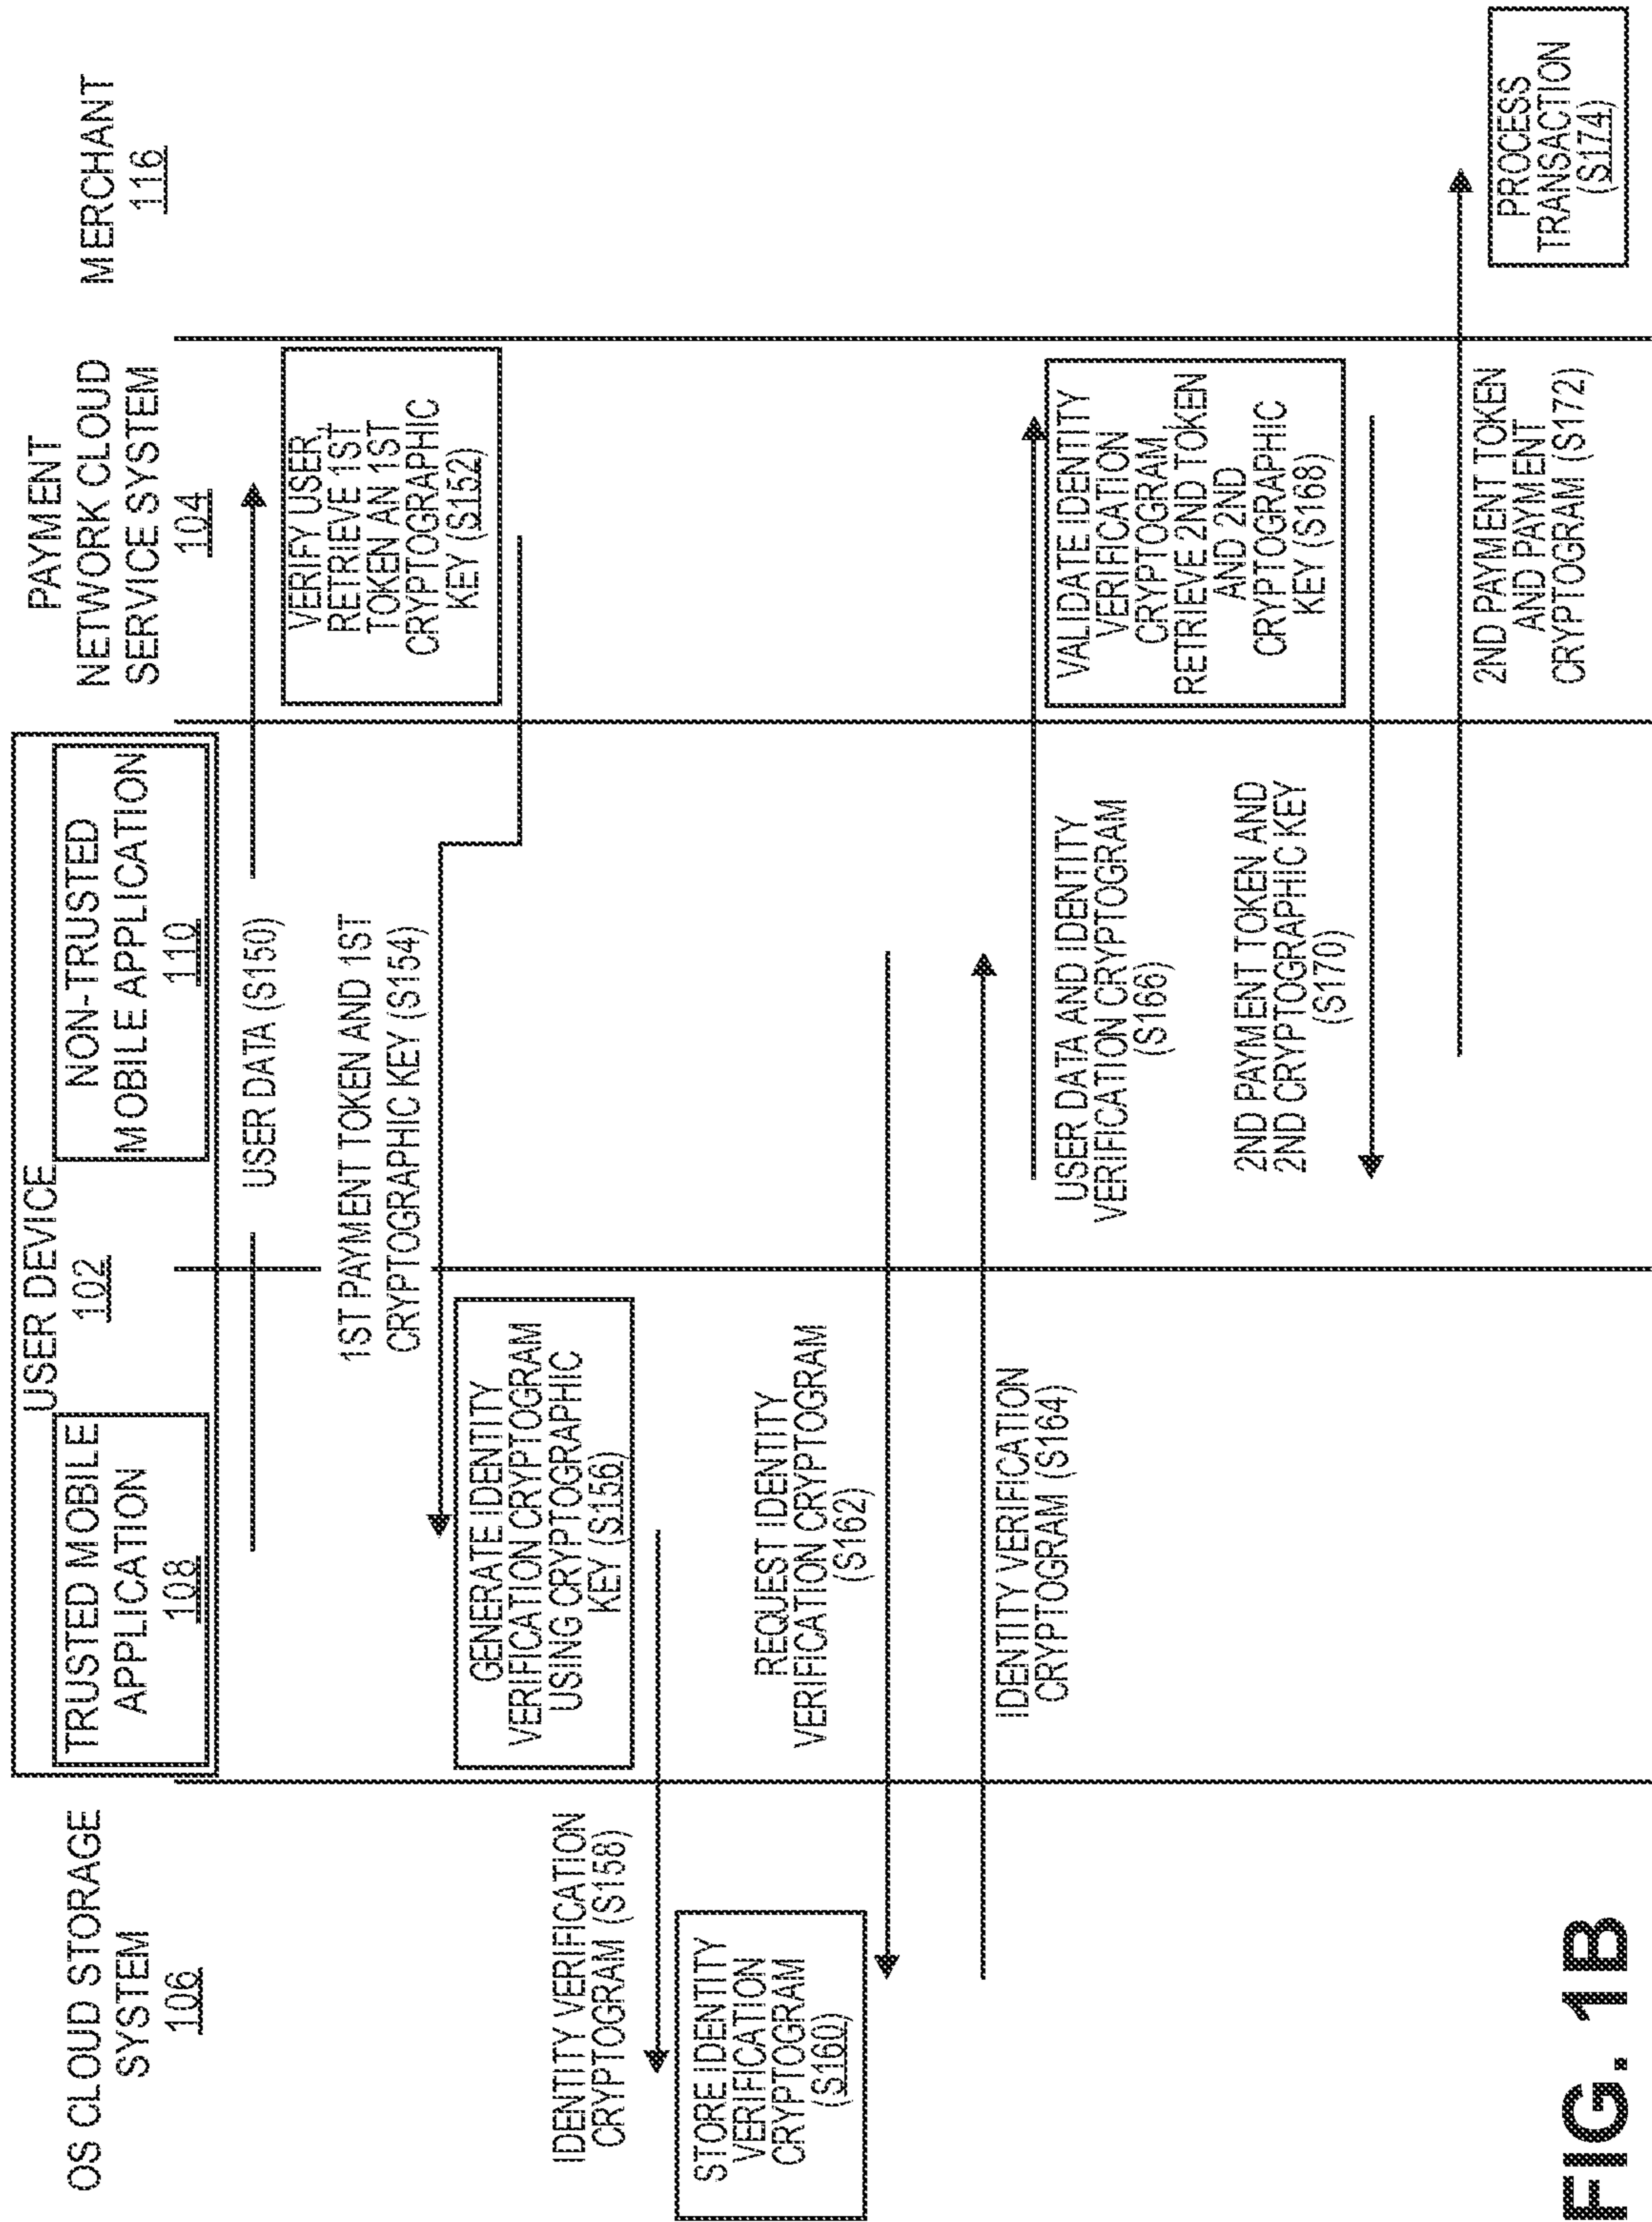 OS CLOUD STORAGE
SYSTEM
106
USER DEVICE
102
TRUSTED MOBILE
APPLICATION
108
NON-TRUSTED
MOBILE APPLICATION
110
PAYMENT
NETWORK CLOUD
SERVICE SYSTEM
104
MERCHANT
116
USER DATA (S150)
VERIFY USER,
RETRIEVE 1ST
TOKEN AN 1ST
CRYPTOGRAPHIC
KEY (S152)
1ST PAYMENT TOKEN AND 1ST
CRYPTOGRAPHIC KEY (S154)
GENERATE IDENTITY
VERIFICATION CRYPTOGRAM
USING CRYPTOGRAPHIC
KEY (S156)
IDENTITY VERIFICATION
CRYPTOGRAM (S158)
STORE IDENTITY
VERIFICATION
CRYPTOGRAM
(S160)
REQUEST IDENTITY
VERIFICATION CRYPTOGRAM
(S162)
IDENTITY VERIFICATION
CRYPTOGRAM (S164)
USER DATA AND IDENTITY
VERIFICATION CRYPTOGRAM
(S166)
VALIDATE IDENTITY
VERIFICATION
CRYPTOGRAM,
RETRIEVE 2ND TOKEN
AND 2ND
CRYPTOGRAPHIC
KEY (S168)
2ND PAYMENT TOKEN AND
2ND CRYPTOGRAPHIC KEY
(S170)
2ND PAYMENT TOKEN
AND PAYMENT
CRYPTOGRAM (S172)
PROCESS
TRANSACTION
(S174)
FIG. 1B